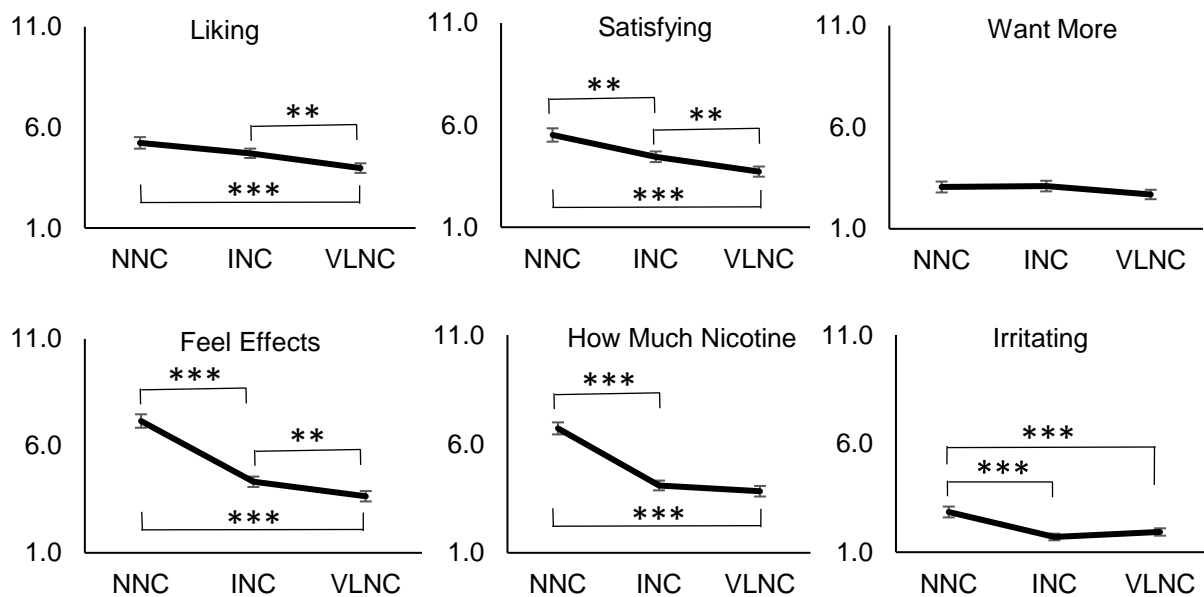 Liking
11.0
6.0
1.0
**
***
NNC INC VLNC
Satisfying
11.0
6.0
1.0
**
**
***
NNC INC VLNC
Want More
11.0
6.0
1.0
NNC INC VLNC
Feel Effects
11.0
6.0
1.0
***
**
***
NNC INC VLNC
How Much Nicotine
11.0
6.0
1.0
***
***
NNC INC VLNC
Irritating
11.0
6.0
1.0
***
***
NNC INC VLNC